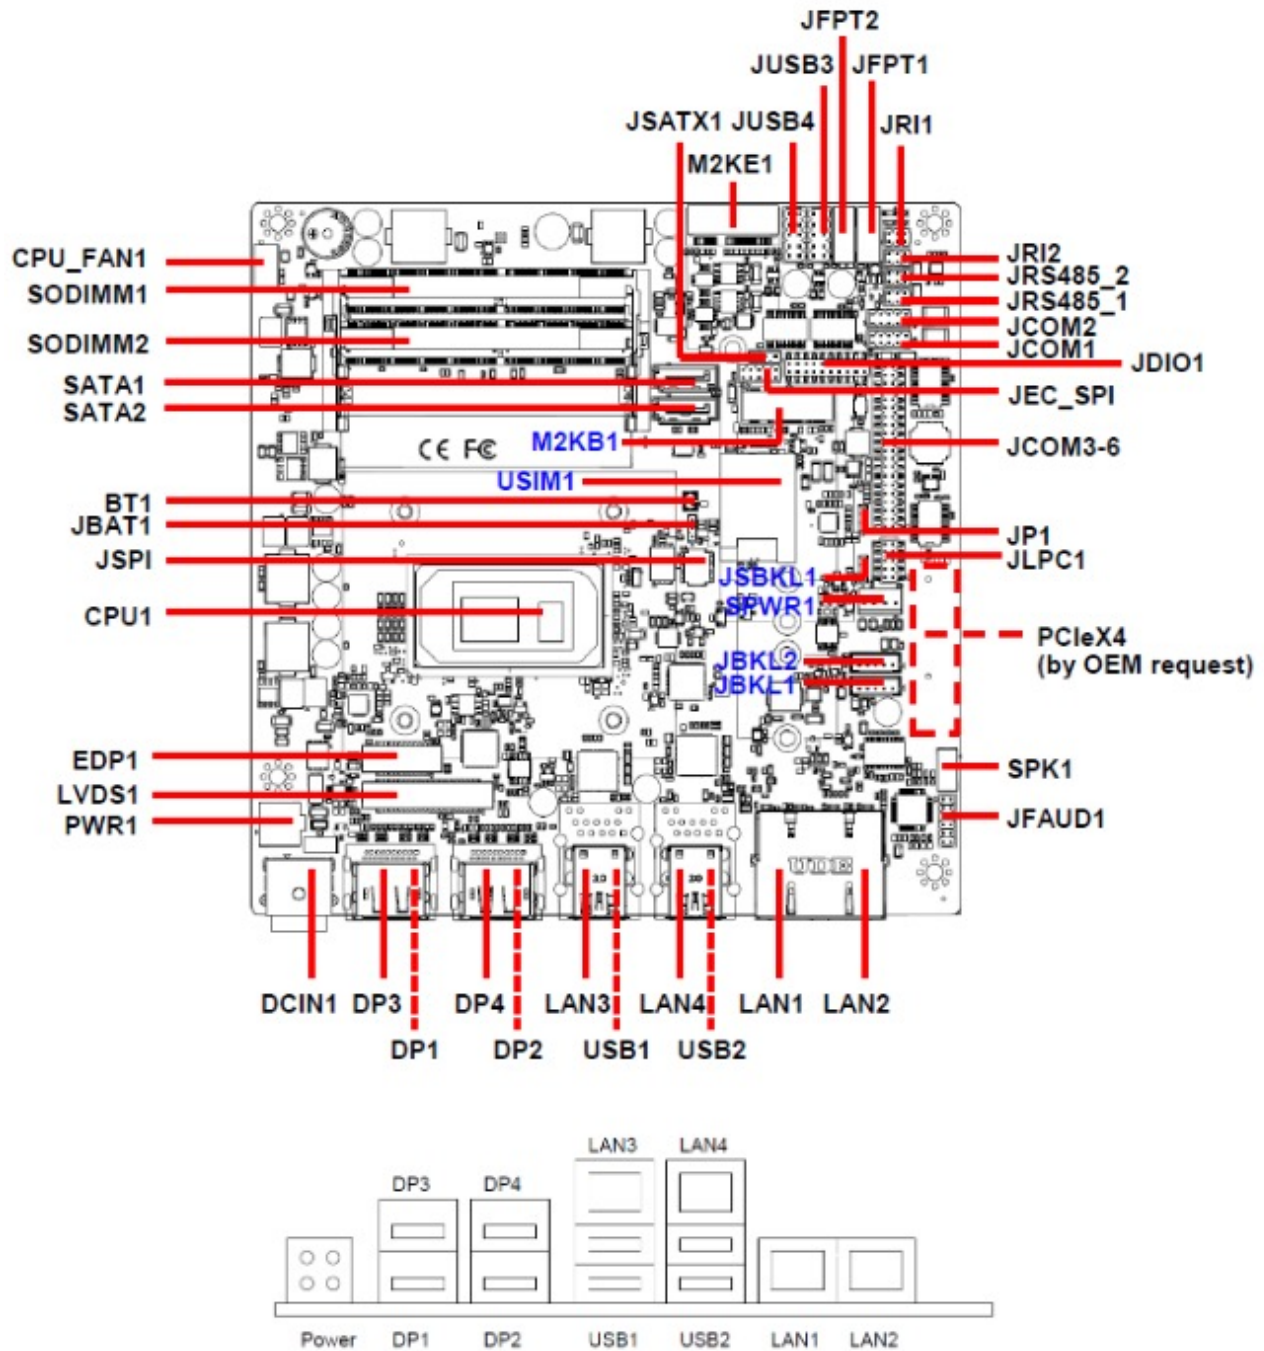 JFPT2
JUSB3 JFPT1
JSATX1 JUSB4 JRI1
M2KE1
CPU_FAN1
JRI2
SODIMM1
JRS485_2
JRS485_1
SODIMM2
JCOM2
JCOM1
JDIO1
SATA1
JEC_SPI
SATA2
M2KB1
JCOM3-6
CE FC
USIM1
BT1
JBAT1
JP1
JSPI
JLPC1
JSBKL1
SPWR1
CPU1
PCIeX4
(by OEM request)
JBKL2
JBKL1
EDP1
SPK1
LVDS1
PWR1
JFAUD1
DCIN1 DP3 DP4 LAN3 LAN4 LAN1 LAN2
DP1 DP2 USB1 USB2
LAN3 LAN4
DP3 DP4
Power DP1 DP2 USB1 USB2 LAN1 LAN2